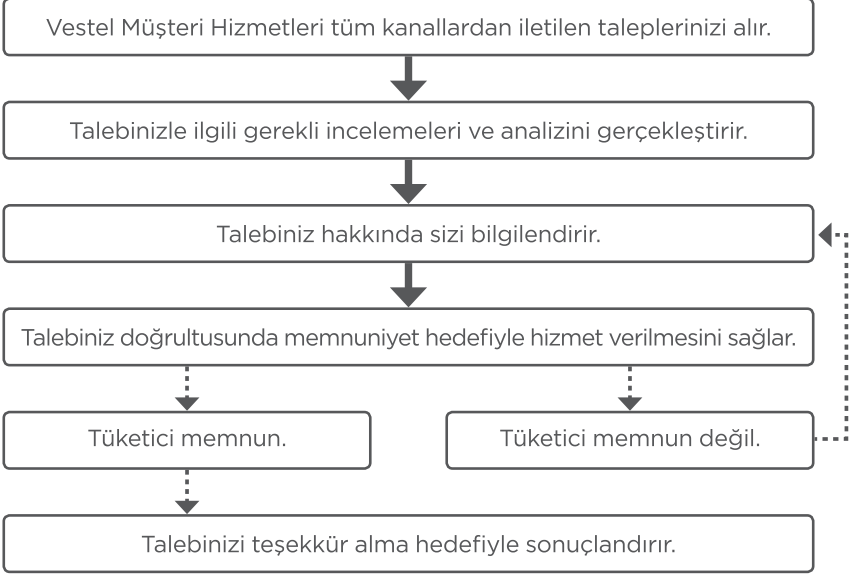 Vestel Müşteri Hizmetleri tüm kanallardan iletilen taleplerinizi alır.
Talebinizle ilgili gerekli incelemeleri ve analizini gerçekleştirir.
Talebiniz hakkında sizi bilgilendirir.
Talebiniz doğrultusunda memnuniyet hedefiyle hizmet verilmesini sağlar.
Tüketici memnun.
Tüketici memnun değil.
Talebinizi teşekkür alma hedefiyle sonuçlandırır.